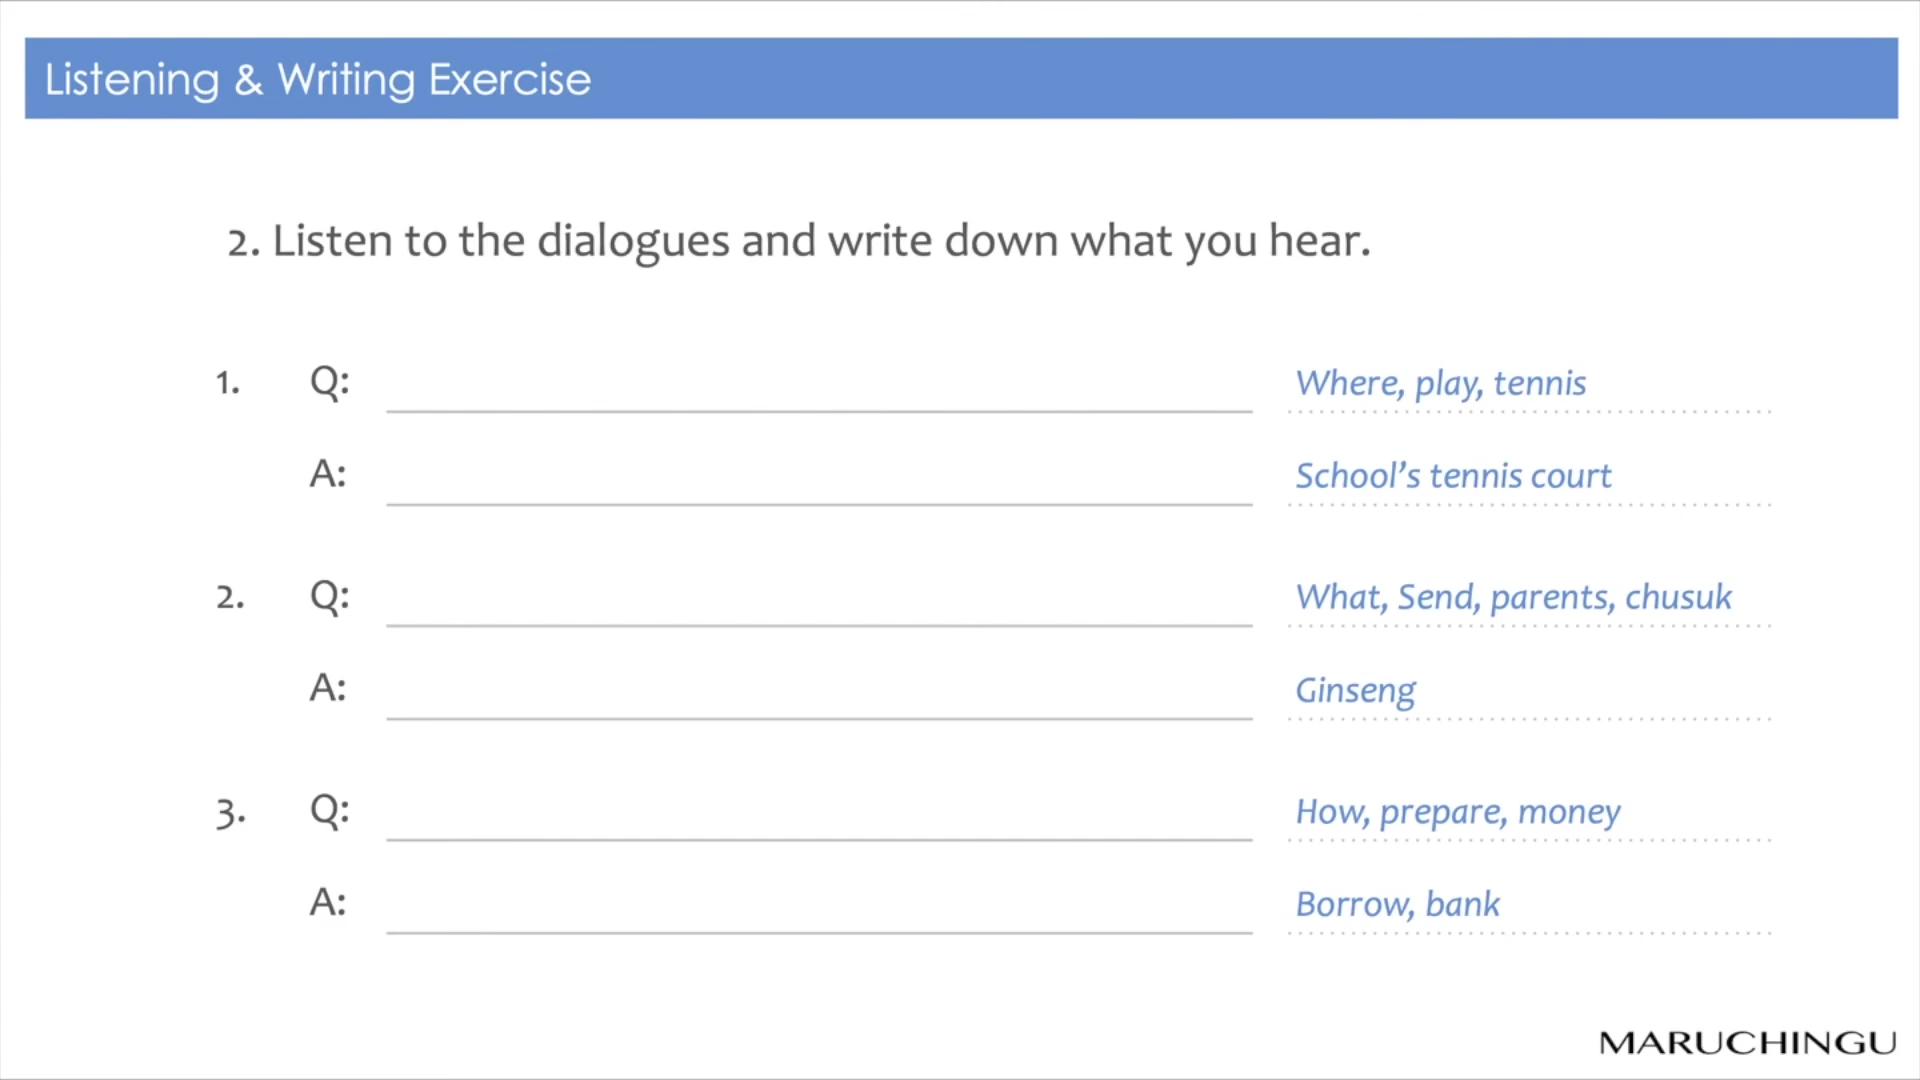 Listening & Writing Exercise
2. Listen to the dialogues and write down what you hear.
1. Q: Where, play, tennis
A: School's tennis court
2. Q: What, Send, parents, chusuk
A: Ginseng
3. Q: How, prepare, money
A: Borrow, bank
MARUCHINGU